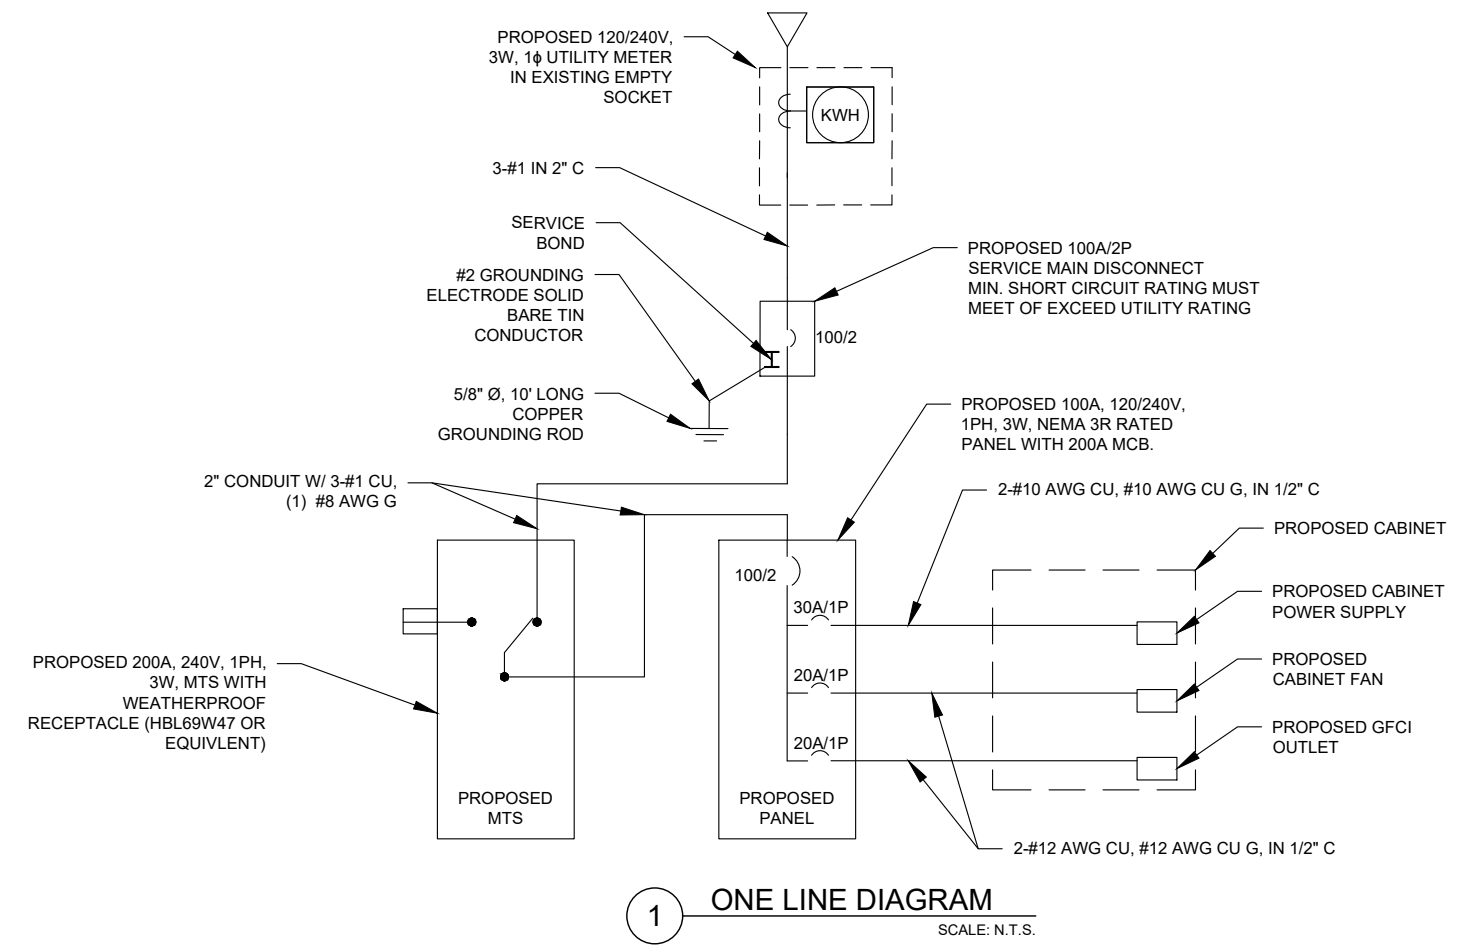 PROPOSED 120/240V,
3W, 1ϕ UTILITY METER
IN EXISTING EMPTY
SOCKET
KWH
3-#1 IN 2" C
SERVICE
BOND
#2 GROUNDING
ELECTRODE SOLID
BARE TIN
CONDUCTOR
PROPOSED 100A/2P
SERVICE MAIN DISCONNECT
MIN. SHORT CIRCUIT RATING MUST
MEET OF EXCEED UTILITY RATING
100/2
5/8" Ø, 10' LONG
COPPER
GROUNDING ROD
PROPOSED 100A, 120/240V,
1PH, 3W, NEMA 3R RATED
PANEL WITH 200A MCB.
2" CONDUIT W/ 3-#1 CU,
(1) #8 AWG G
2-#10 AWG CU, #10 AWG CU G, IN 1/2" C
PROPOSED CABINET
100/2
30A/1P
PROPOSED CABINET
POWER SUPPLY
PROPOSED 200A, 240V, 1PH,
3W, MTS WITH
WEATHERPROOF
RECEPTACLE (HBL69W47 OR
EQUIVLENT)
20A/1P
PROPOSED
CABINET FAN
20A/1P
PROPOSED GFCI
OUTLET
PROPOSED
MTS
PROPOSED
PANEL
2-#12 AWG CU, #12 AWG CU G, IN 1/2" C
1
ONE LINE DIAGRAM
SCALE: N.T.S.